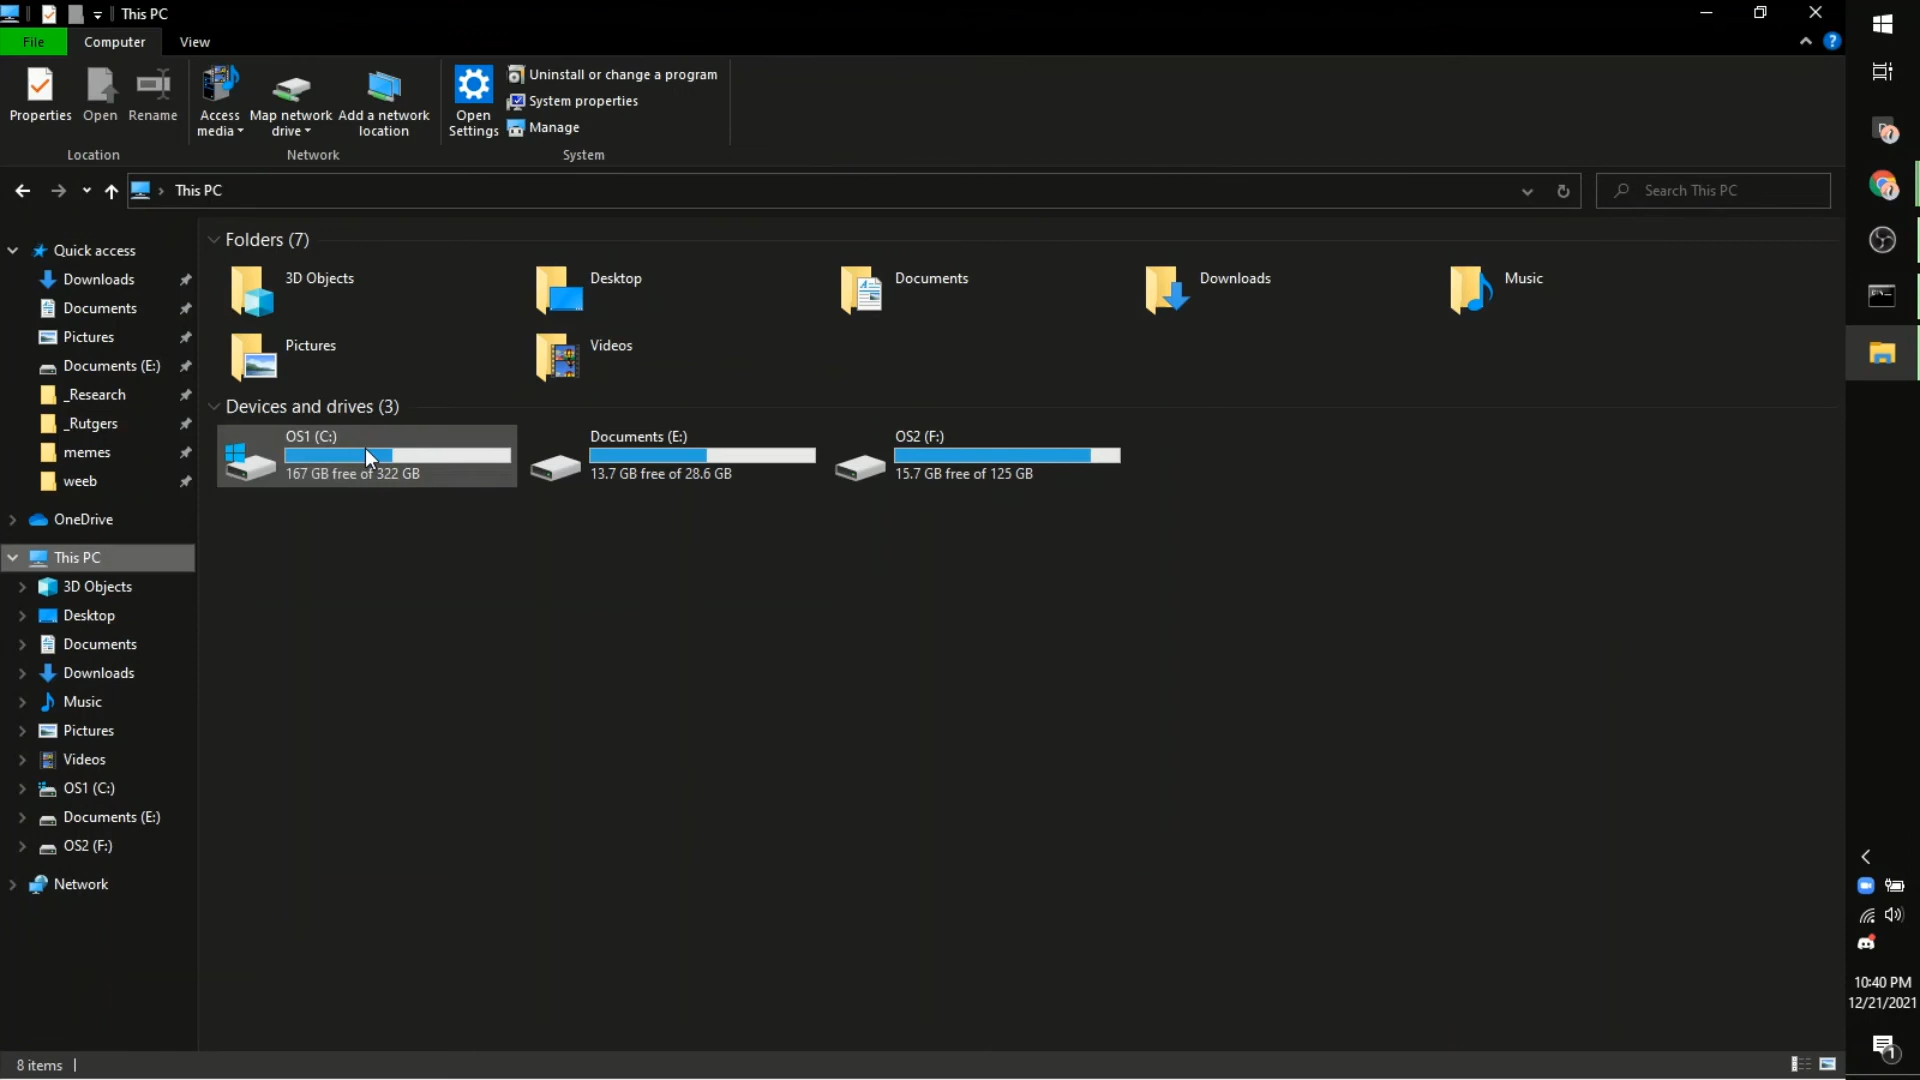 This PC
File Computer View
Properties Open Rename Access media Map network drive Add a network location Open Settings
Uninstall or change a program
System properties
Manage
Location Network System
This PC
Search This PC
Quick access
Downloads
Documents
Pictures
Documents (E:)
_Research
_Rutgers
memes
weeb
OneDrive
This PC
3D Objects
Desktop
Documents
Downloads
Music
Pictures
Videos
OS1 (C:)
Documents (E:)
OS2 (F:)
Network
Folders (7)
3D Objects
Desktop
Documents
Downloads
Music
Pictures
Videos
Devices and drives (3)
OS1 (C:)
167 GB free of 322 GB
Documents (E:)
13.7 GB free of 28.6 GB
OS2 (F:)
15.7 GB free of 125 GB
8 items
10:40 PM
12/21/2021
1